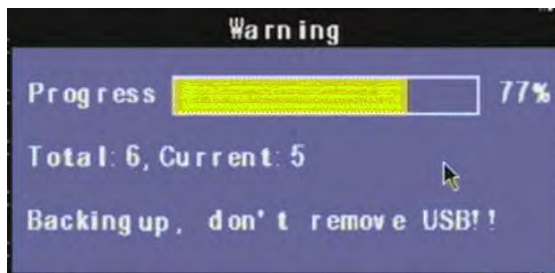 Warning
Progress 77%
Total: 6, Current: 5
Backing up, don't remove USB!!